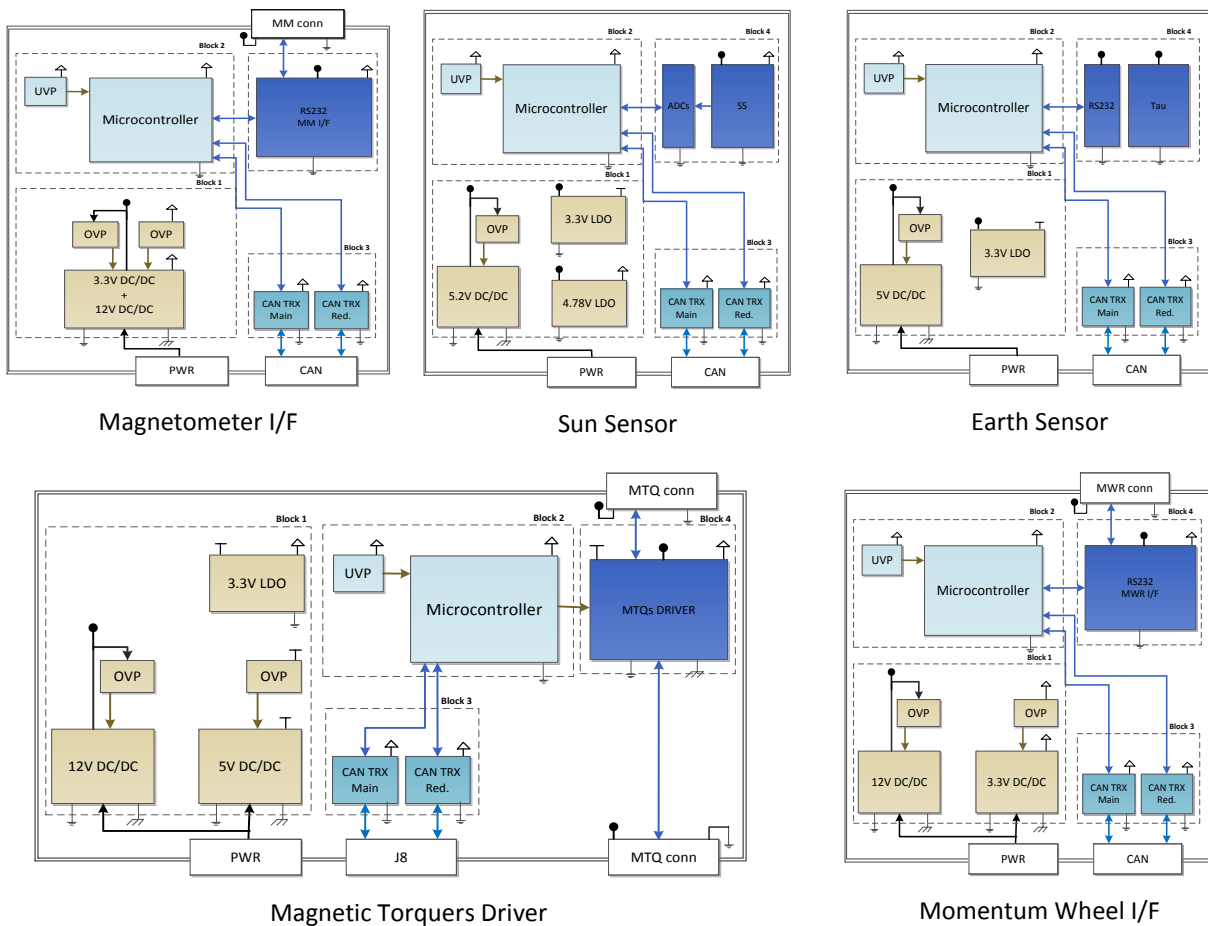 MM conn
Block 2
Block 3
UVP
Microcontroller
RS232
MM I/F
Block 1
OVP
OVP
3.3V DC/DC
+
12V DC/DC
Block 3
CAN TRX
Main
CAN TRX
Red.
PWR
CAN
Magnetometer I/F
Block 2
Block 4
UVP
Microcontroller
ADCs
SS
Block 1
OVP
3.3V LDO
5.2V DC/DC
4.78V LDO
Block 3
CAN TRX
Main
CAN TRX
Red.
PWR
CAN
Sun Sensor
Block 2
Block 4
UVP
Microcontroller
RS232
Tau
Block 1
OVP
3.3V LDO
5V DC/DC
Block 3
CAN TRX
Main
CAN TRX
Red.
PWR
CAN
Earth Sensor
MTQ conn
Block 1
Block 2
Block 4
3.3V LDO
UVP
Microcontroller
MTQs DRIVER
OVP
OVP
12V DC/DC
5V DC/DC
Block 3
CAN TRX
Main
CAN TRX
Red.
PWR
J8
MTQ conn
Magnetic Torquers Driver
MWR conn
Block 2
Block 4
UVP
Microcontroller
RS232
MWR I/F
Block 1
OVP
OVP
12V DC/DC
3.3V DC/DC
Block 3
CAN TRX
Main
CAN TRX
Red.
PWR
CAN
Momentum Wheel I/F